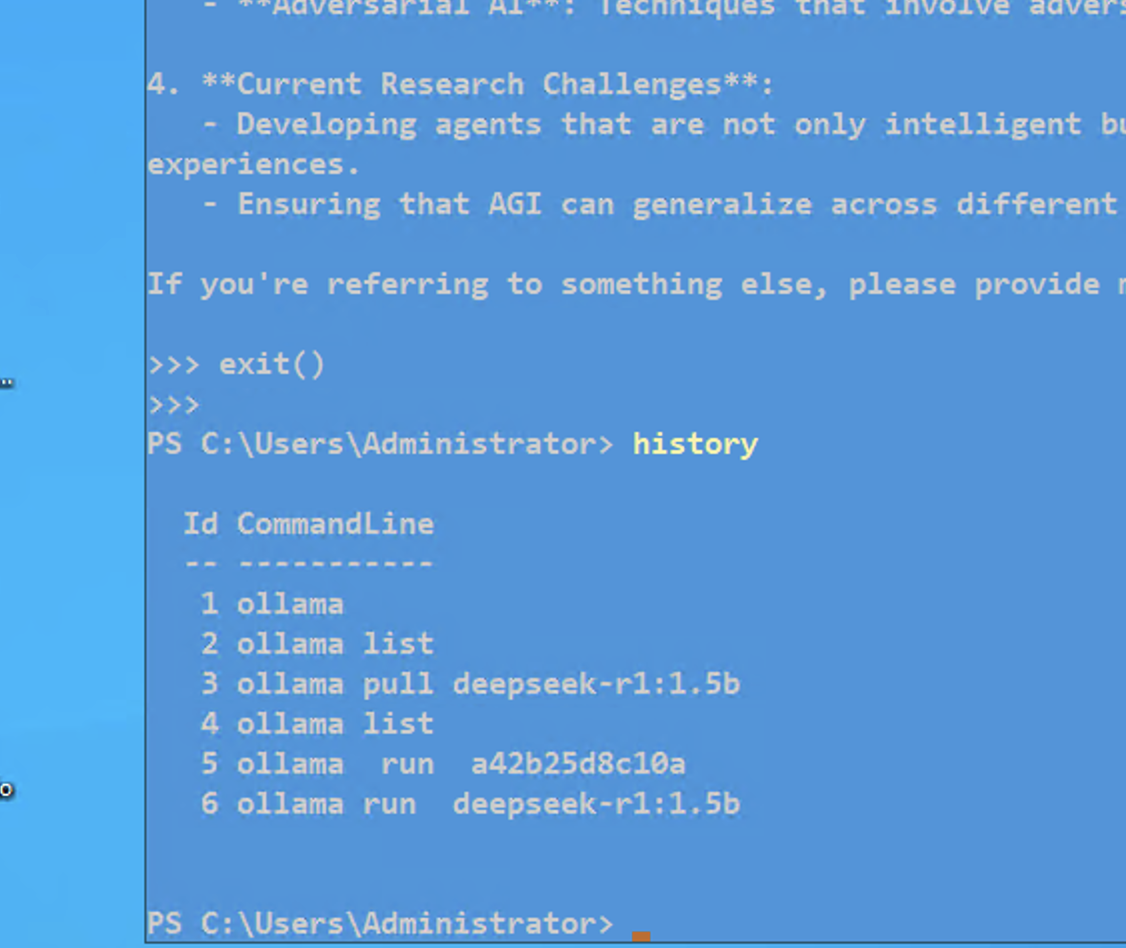 - **Adversarial AI**: Techniques that involve
4. **Current Research Challenges**:
- Developing agents that are not only intelligent
experiences.
- Ensuring that AGI can generalize across different
If you're referring to something else, please provide
>>> exit()
>>>
PS C:\Users\Administrator> history
Id CommandLine
-- -----------
1 ollama
2 ollama list
3 ollama pull deepseek-r1:1.5b
4 ollama list
5 ollama  run  a42b25d8c10a
6 ollama run  deepseek-r1:1.5b
PS C:\Users\Administrator>